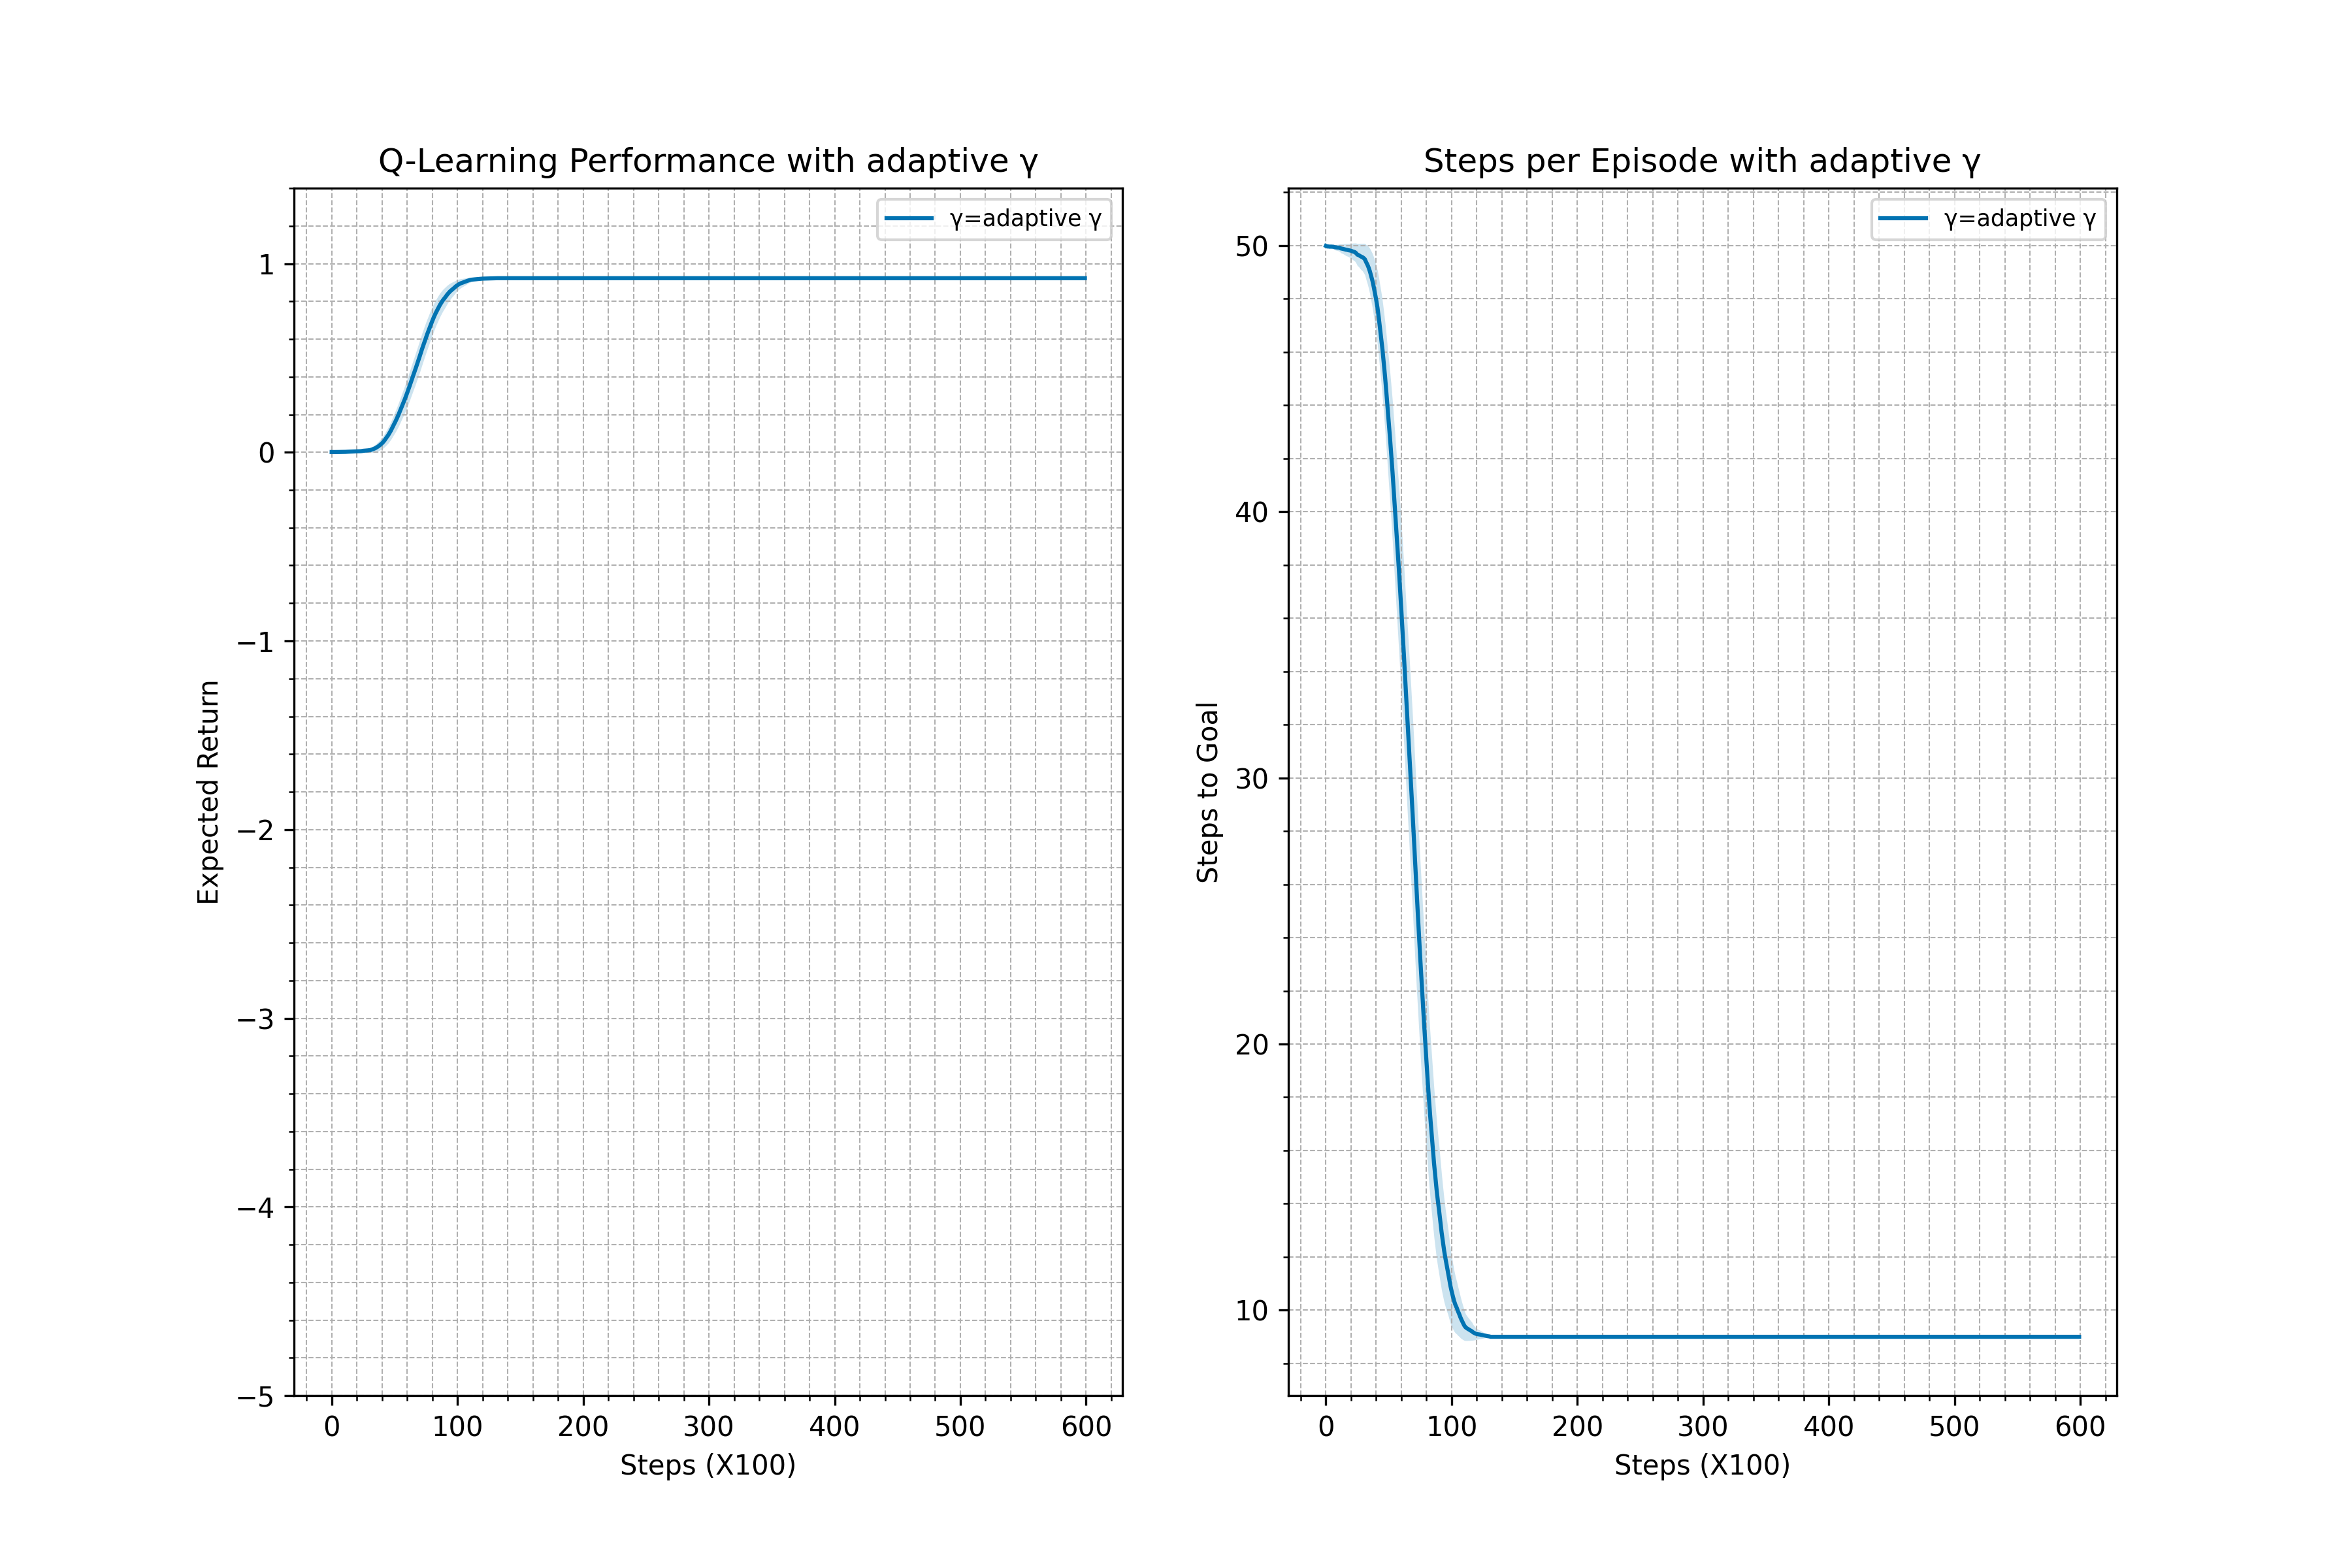 Q-Learning Performance with adaptive γ
γ=adaptive γ
1
0
−1
−2
−3
−4
−5
Expected Return
0 100 200 300 400 500 600
Steps (X100)
Steps per Episode with adaptive γ
γ=adaptive γ
50
40
30
20
10
Steps to Goal
0 100 200 300 400 500 600
Steps (X100)